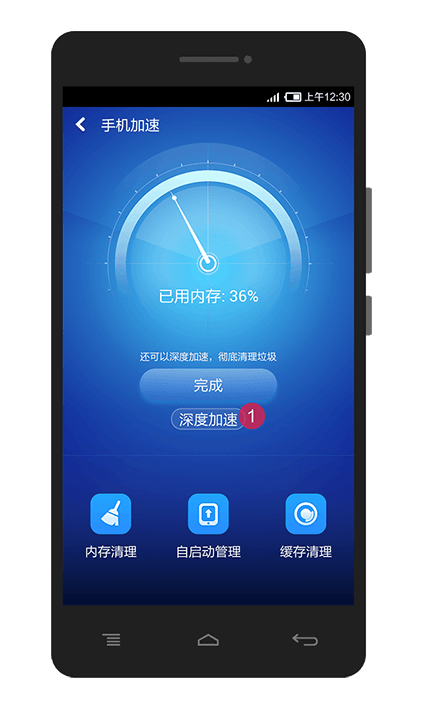 上午12:30
手机加速
已用内存: 36%
还可以深度加速，彻底清理垃圾
完成
深度加速 1
内存清理 自启动管理 缓存清理